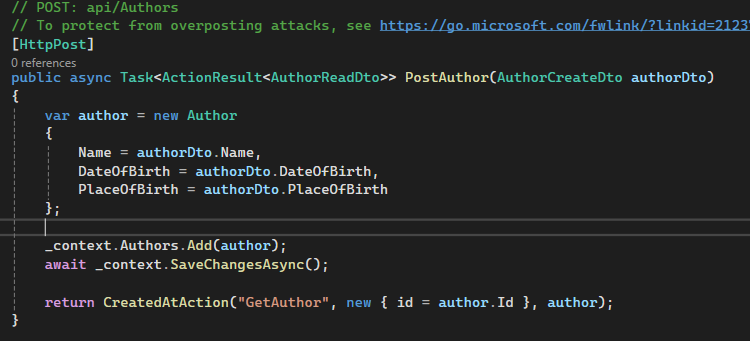 // POST: api/Authors
// To protect from overposting attacks, see https://go.microsoft.com/fwlink/?linkid=2123
[HttpPost]
0 references
public async Task<ActionResult<AuthorReadDto>> PostAuthor(AuthorCreateDto authorDto)
{
var author = new Author
{
Name = authorDto.Name,
DateOfBirth = authorDto.DateOfBirth,
PlaceOfBirth = authorDto.PlaceOfBirth
};
_context.Authors.Add(author);
await _context.SaveChangesAsync();
return CreatedAtAction("GetAuthor", new { id = author.Id }, author);
}